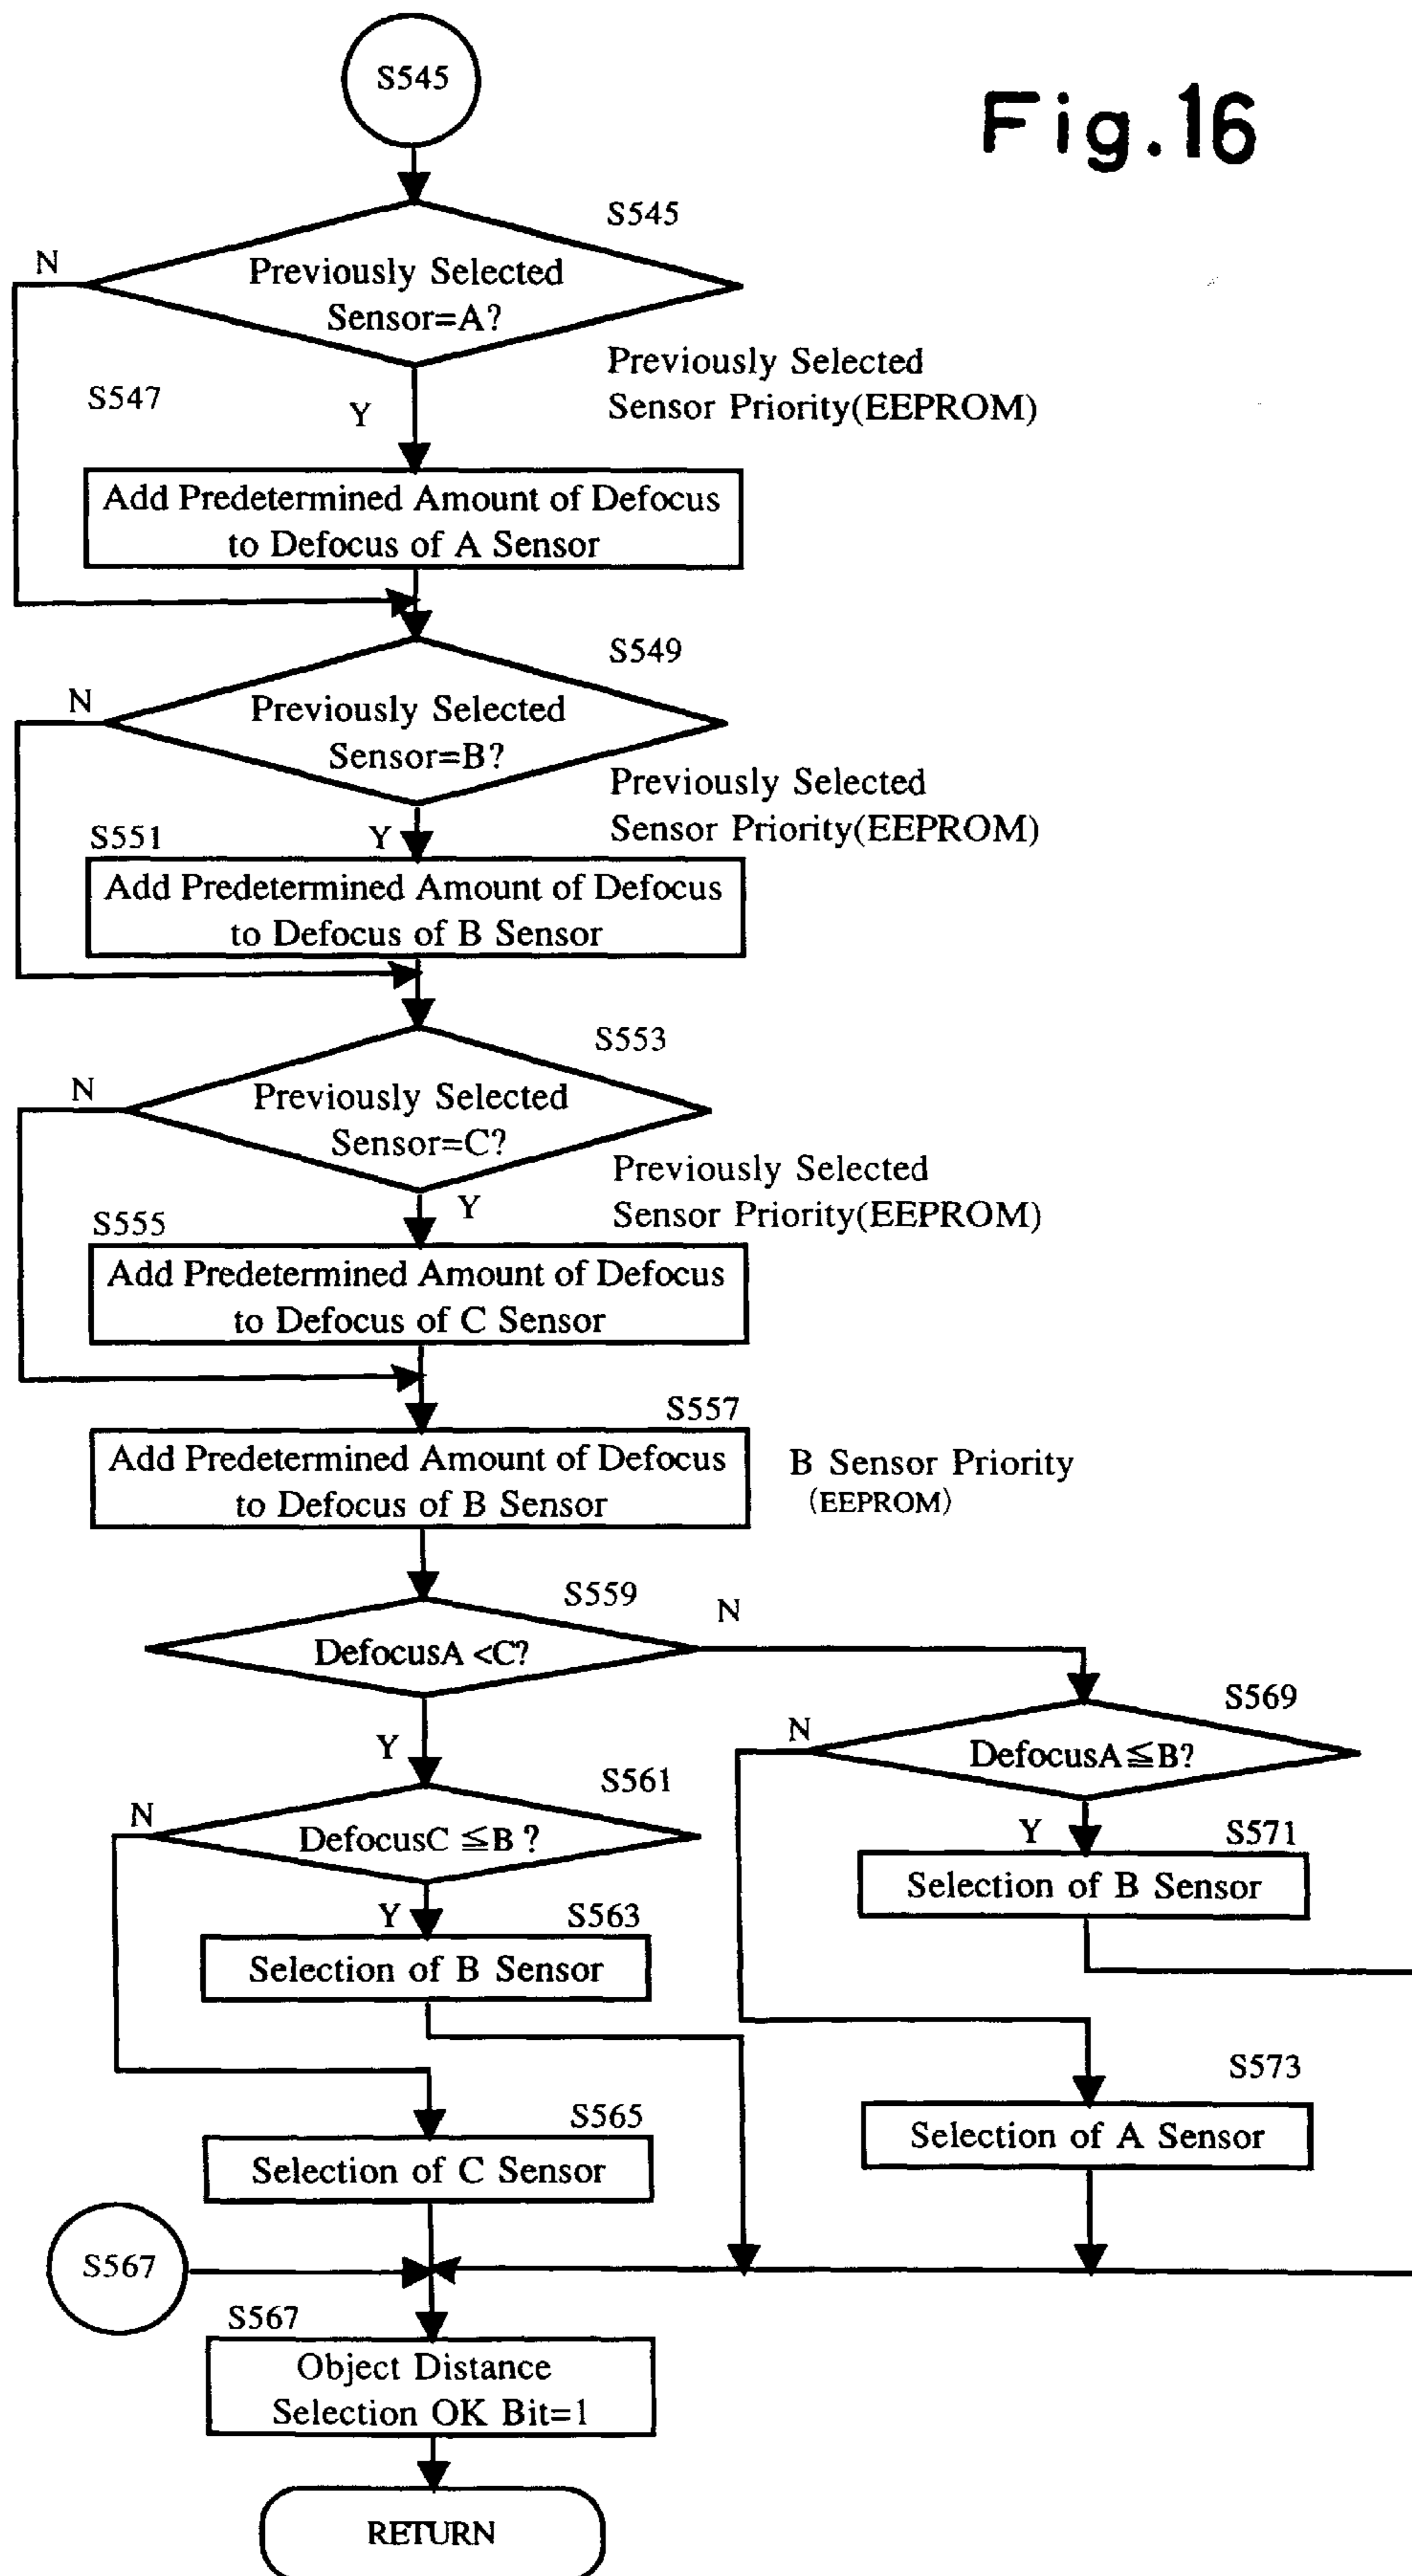 S545
Fig.16
S545
N
Previously Selected
Sensor=A?
Previously Selected
Sensor Priority(EEPROM)
S547
Y
Add Predetermined Amount of Defocus
to Defocus of A Sensor
S549
N
Previously Selected
Sensor=B?
Previously Selected
Sensor Priority(EEPROM)
S551
Y
Add Predetermined Amount of Defocus
to Defocus of B Sensor
S553
N
Previously Selected
Sensor=C?
Previously Selected
Sensor Priority(EEPROM)
Y
S555
Add Predetermined Amount of Defocus
to Defocus of C Sensor
S557
Add Predetermined Amount of Defocus
to Defocus of B Sensor
B Sensor Priority
(EEPROM)
S559
N
DefocusA <C?
Y
S569
N
DefocusA≦B?
S561
N
DefocusC ≦B ?
Y
S571
Selection of B Sensor
Y
S563
Selection of B Sensor
S573
Selection of A Sensor
S565
Selection of C Sensor
S567
S567
Object Distance
Selection OK Bit=1
RETURN